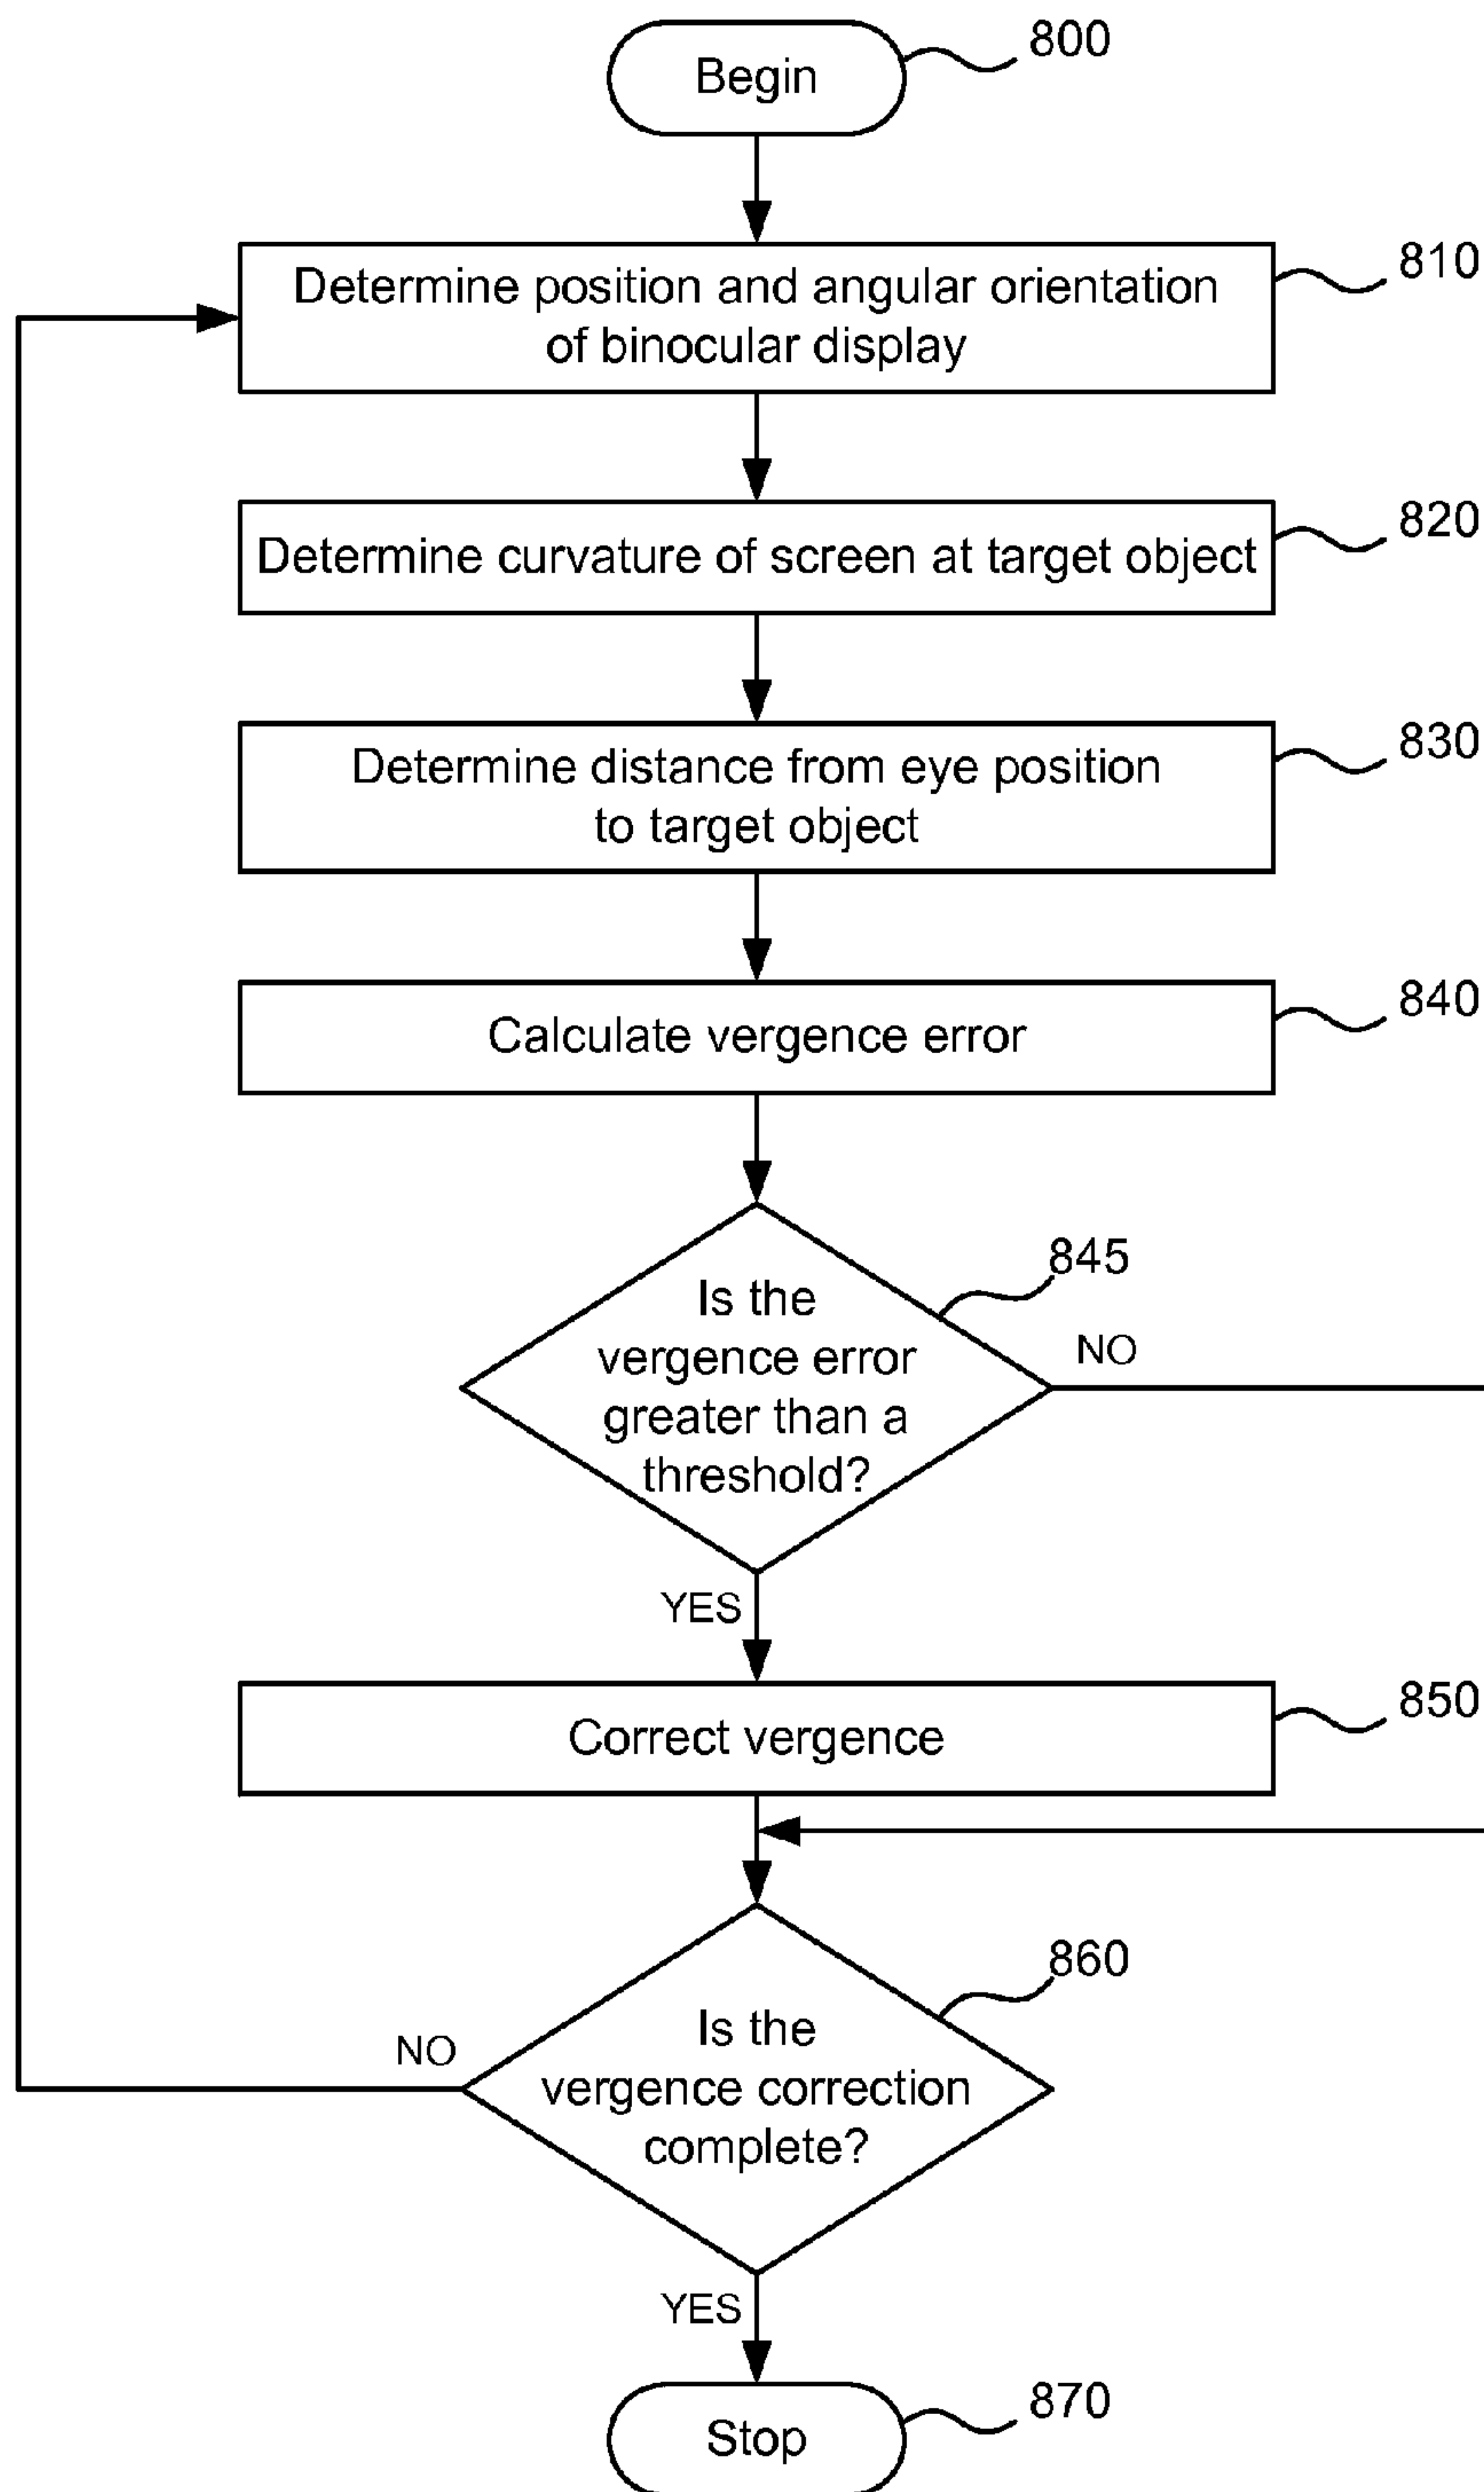 Begin
800
Determine position and angular orientation
of binocular display
810
Determine curvature of screen at target object
820
Determine distance from eye position
to target object
830
Calculate vergence error
840
Is the
vergence error
greater than a
threshold?
845
NO
YES
Correct vergence
850
Is the
vergence correction
complete?
860
NO
YES
Stop
870